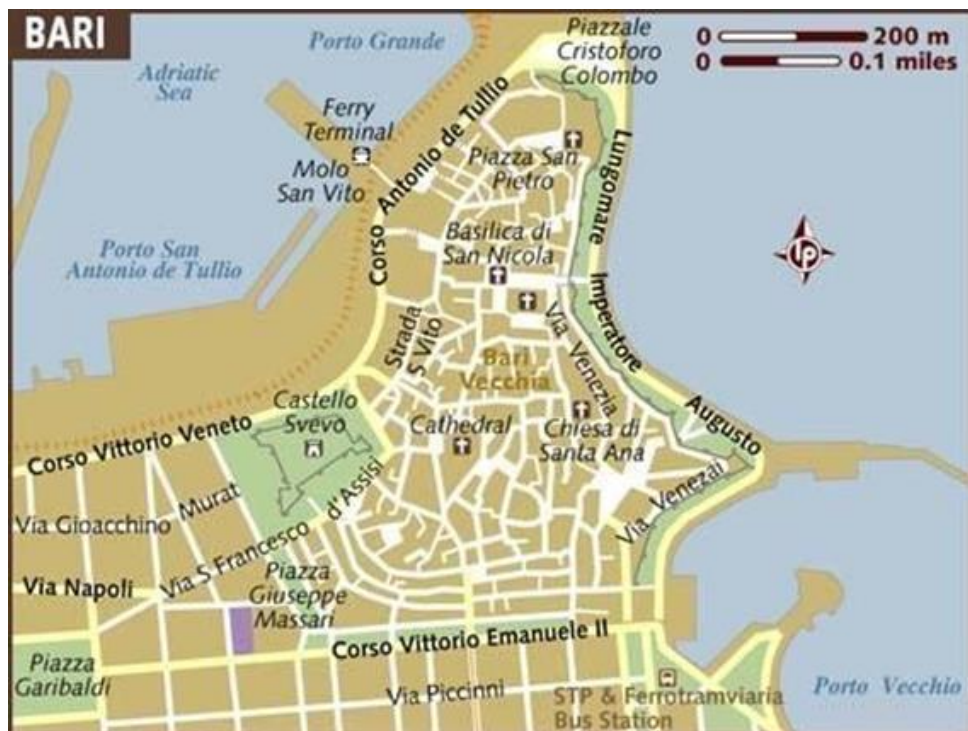 BARI
Porto Grande
Piazzale
Cristoforo
Colombo
0 200 m
0 0.1 miles
Adriatic
Sea
Ferry
Terminal
Molo
San Vito
Corso Antonio de Tullio
Piazza San
Pietro
Lungomare Imperatore Augusto
Porto San
Antonio de Tullio
Basilica di
San Nicola
LP
Strada
S Vito
Via Venezia
Bari
Vecchia
Castello
Svevo
Cathedral
Chiesa di
Santa Ana
Corso Vittorio Veneto
Via Gioacchino Murat
Via S Francesco d'Assisi
Via Venezai
Via Napoli
Piazza
Giuseppe
Massari
Corso Vittorio Emanuele II
Piazza
Garibaldi
Via Piccinni
STP & Ferrotramviaria
Bus Station
Porto Vecchio